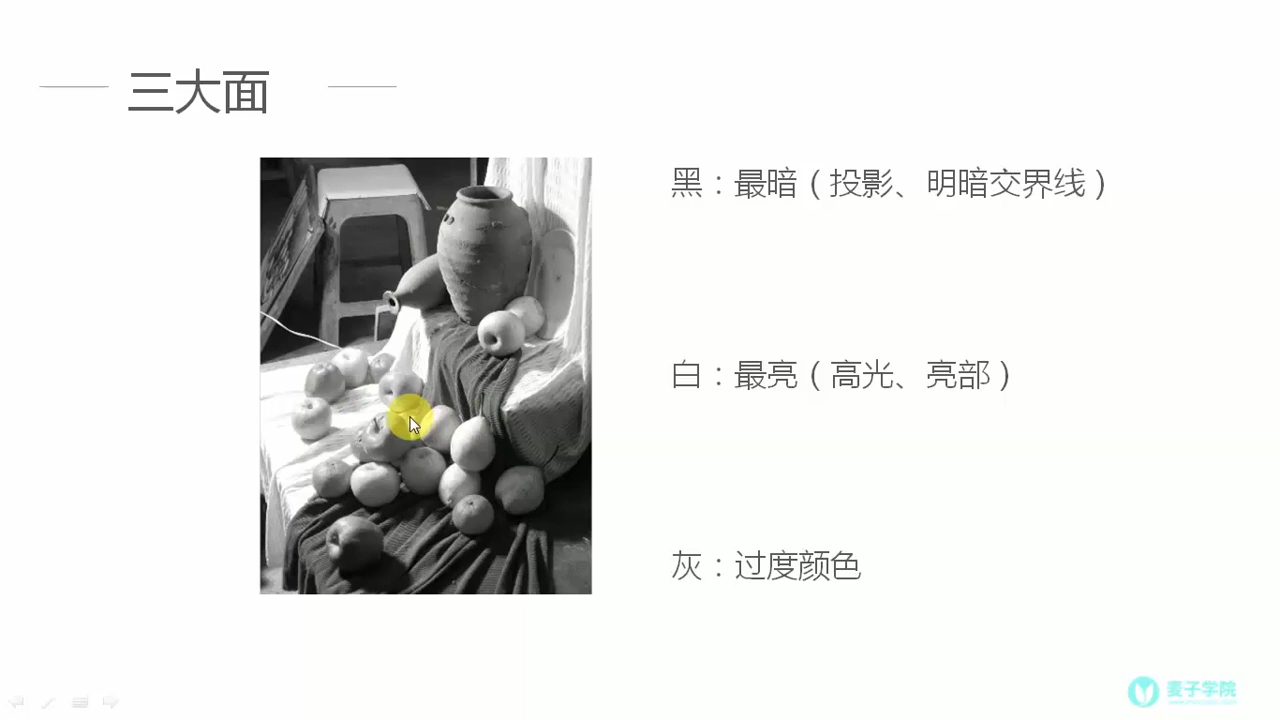 三大面
黑：最暗（投影、明暗交界线）
白：最亮（高光、亮部）
灰：过度颜色
麦子学院